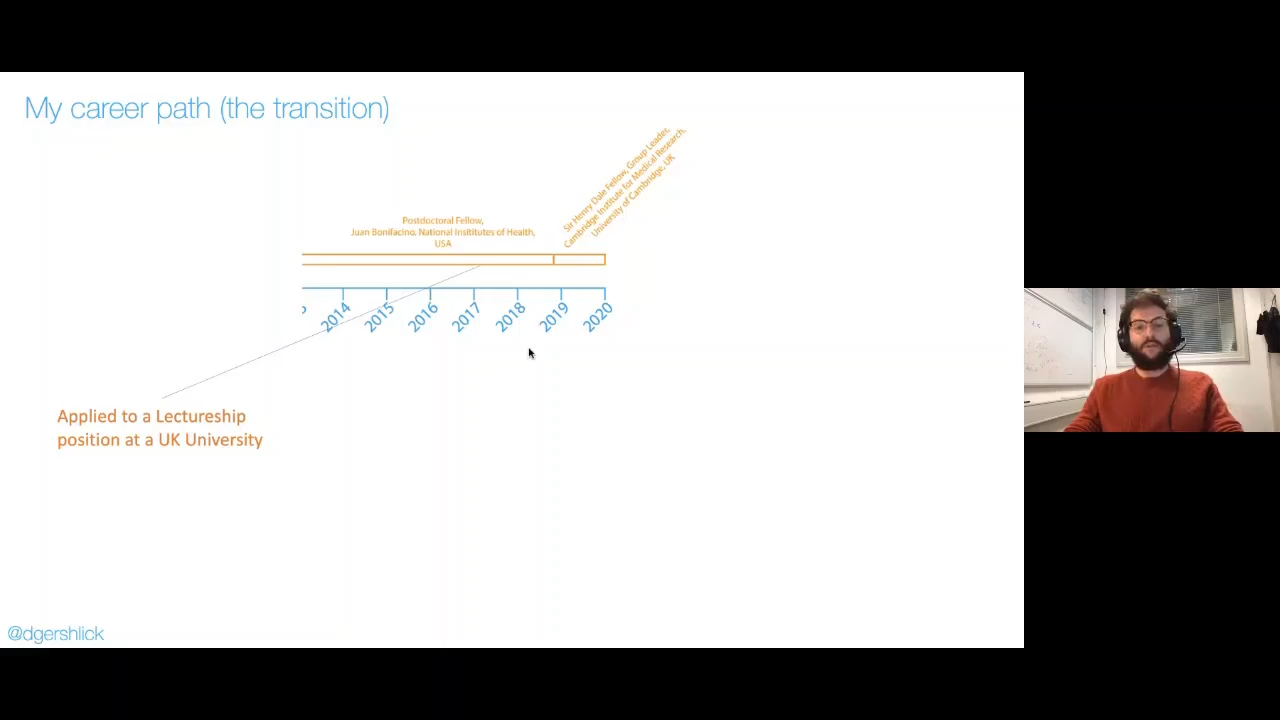 My career path (the transition)
Sir Henry Dale Fellow, Group Leader,
Cambridge Institute for Medical Research,
University of Cambridge, UK
Postdoctoral Fellow,
Juan Bonifacino, National Insititutes of Health,
USA
2014 2015 2016 2017 2018 2019 2020
Applied to a Lectureship
position at a UK University
@dgershlick